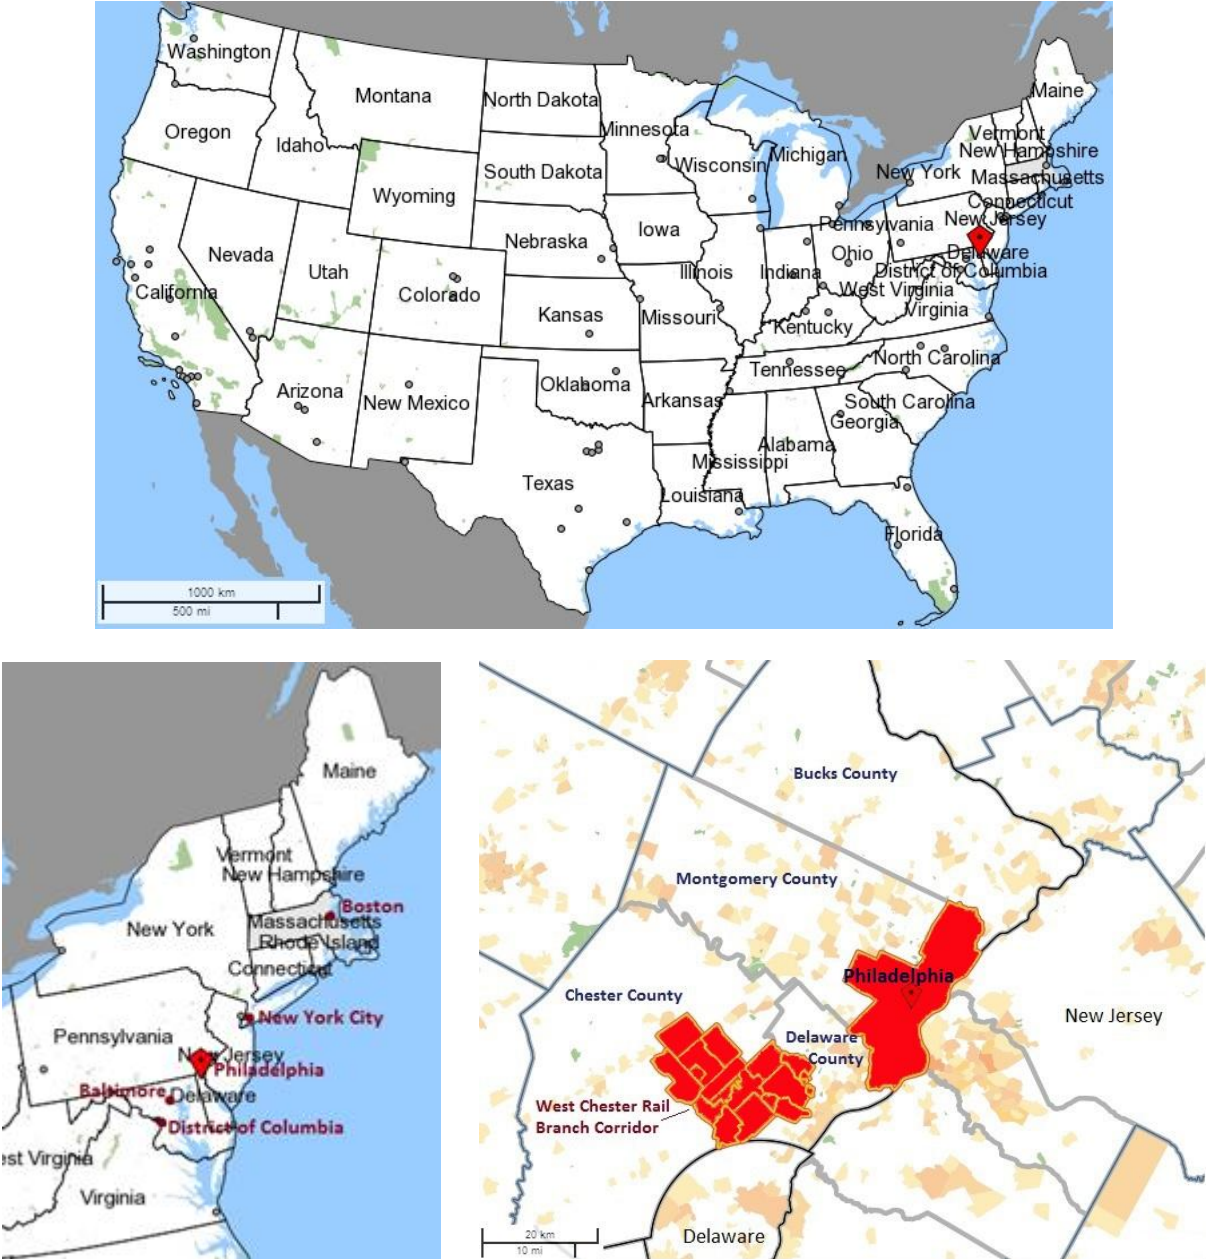 Washington
Montana
North Dakota
Minnesota
Maine
Oregon
Idaho
Vermont
Wisconsin
Michigan
New Hampshire
South Dakota
New York
Massachusetts
Wyoming
Connecticut
New Jersey
Pennsylvania
Iowa
Nebraska
Nevada
Ohio
Delaware
Utah
Illinois
Indiana
District of Columbia
Colorado
West Virginia
California
Virginia
Kansas
Missouri
Kentucky
North Carolina
Tennessee
Oklahoma
Arizona
New Mexico
Arkansas
South Carolina
Georgia
Alabama
Mississippi
Texas
Louisiana
Florida
1000 km
500 mi
Maine
Vermont
New Hampshire
Boston
Massachusetts
New York
Rhode Island
Connecticut
New York City
Pennsylvania
New Jersey
Philadelphia
Baltimore
Delaware
District of Columbia
est Virginia
Virginia
Bucks County
Montgomery County
Philadelphia
Chester County
New Jersey
Delaware
County
West Chester Rail
Branch Corridor
Delaware
20 km
10 mi